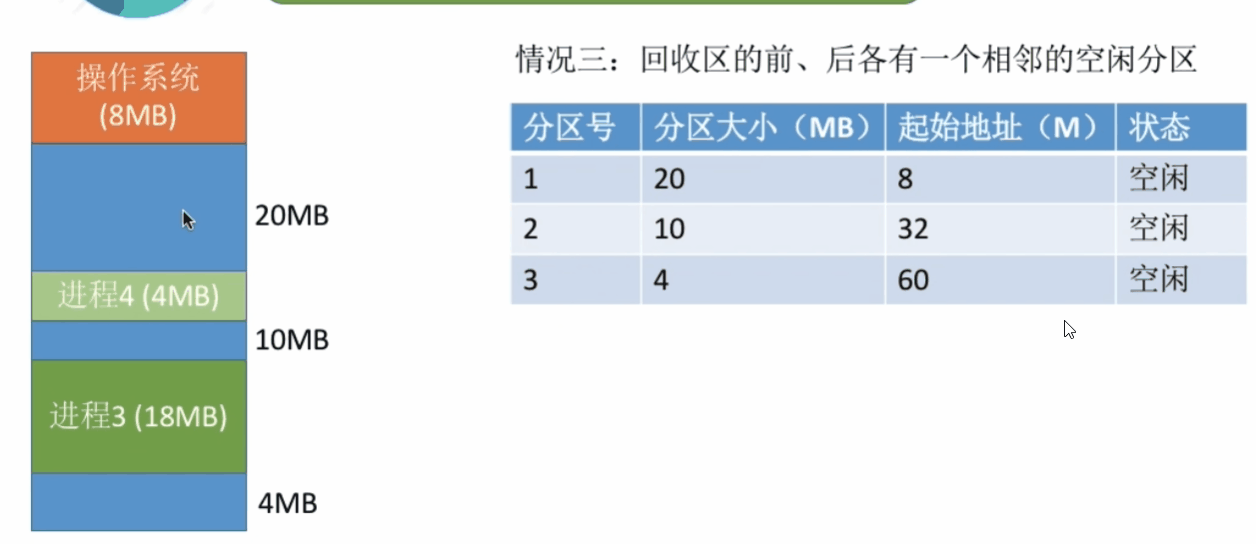 情况三：回收区的前、后各有一个相邻的空闲分区
操作系统
(8MB)
20MB
进程4 (4MB)
10MB
进程3 (18MB)
4MB
分区号 分区大小（MB） 起始地址（M） 状态
1 20 8 空闲
2 10 32 空闲
3 4 60 空闲